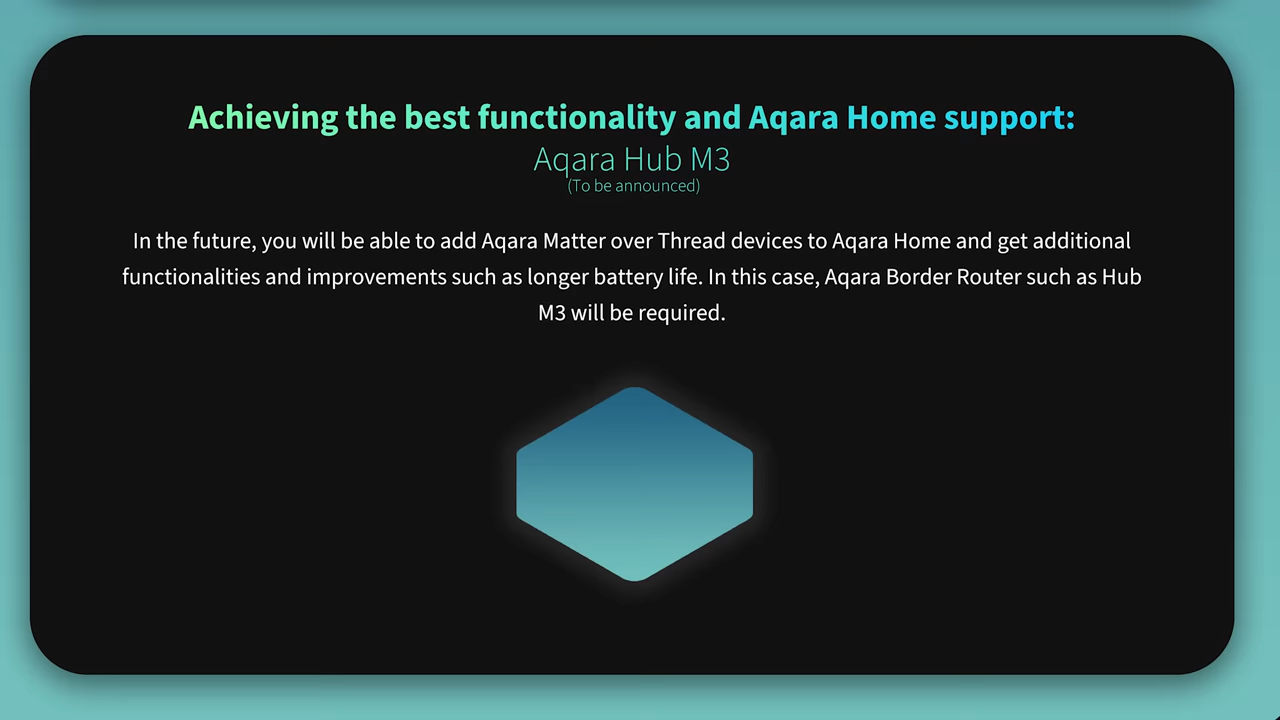 Achieving the best functionality and Aqara Home support:
Aqara Hub M3
(To be announced)
In the future, you will be able to add Aqara Matter over Thread devices to Aqara Home and get additional
functionalities and improvements such as longer battery life. In this case, Aqara Border Router such as Hub
M3 will be required.